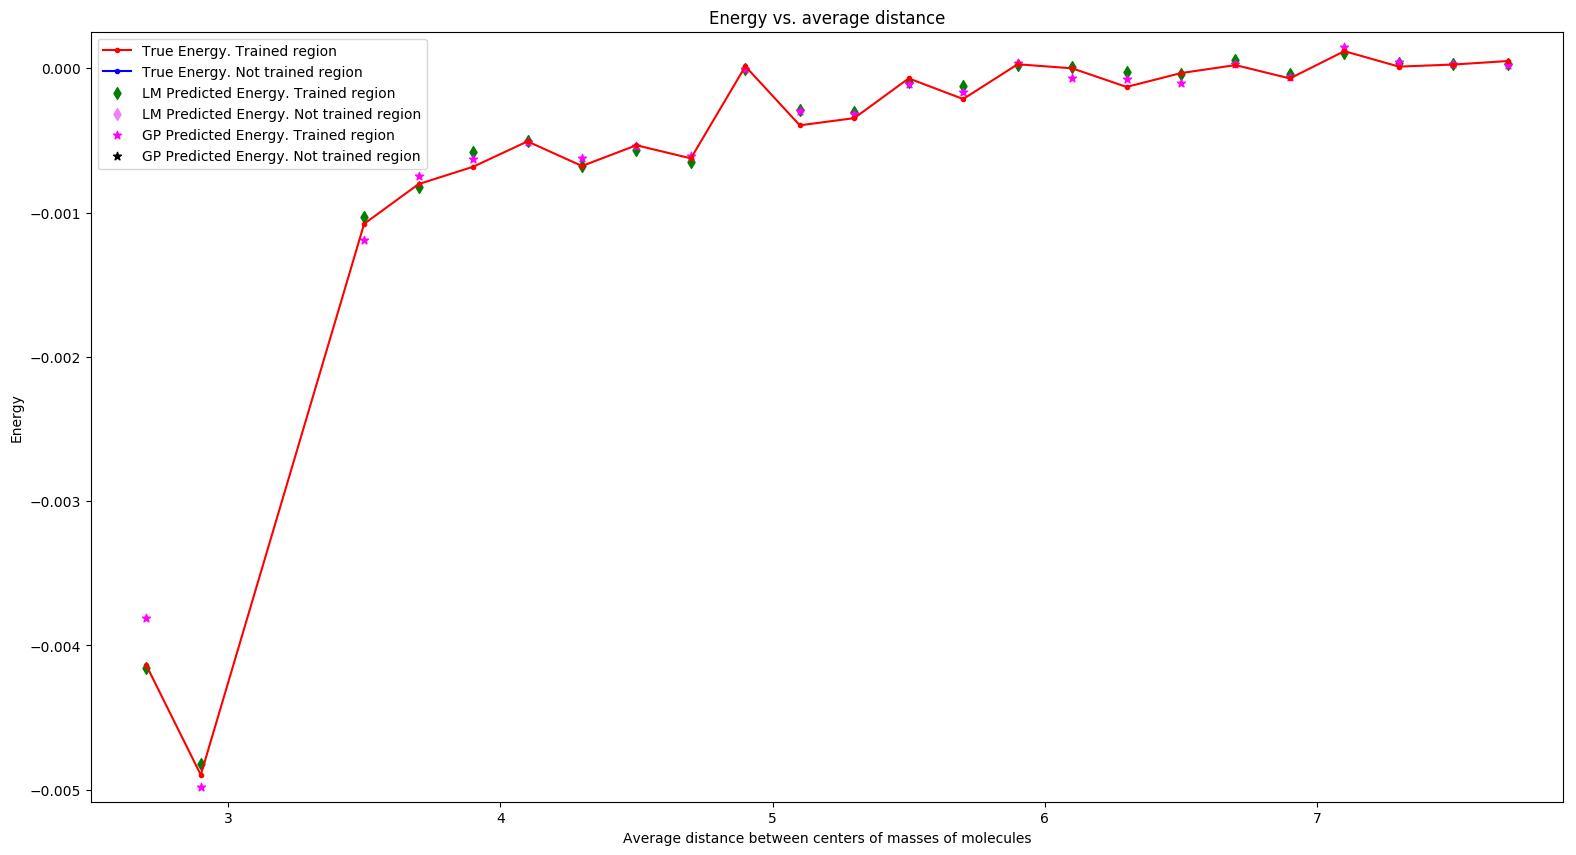 Energy vs. average distance
True Energy. Trained region
True Energy. Not trained region
LM Predicted Energy. Trained region
LM Predicted Energy. Not trained region
GP Predicted Energy. Trained region
GP Predicted Energy. Not trained region
0.000
−0.001
−0.002
−0.003
−0.004
−0.005
Energy
3 4 5 6 7
Average distance between centers of masses of molecules